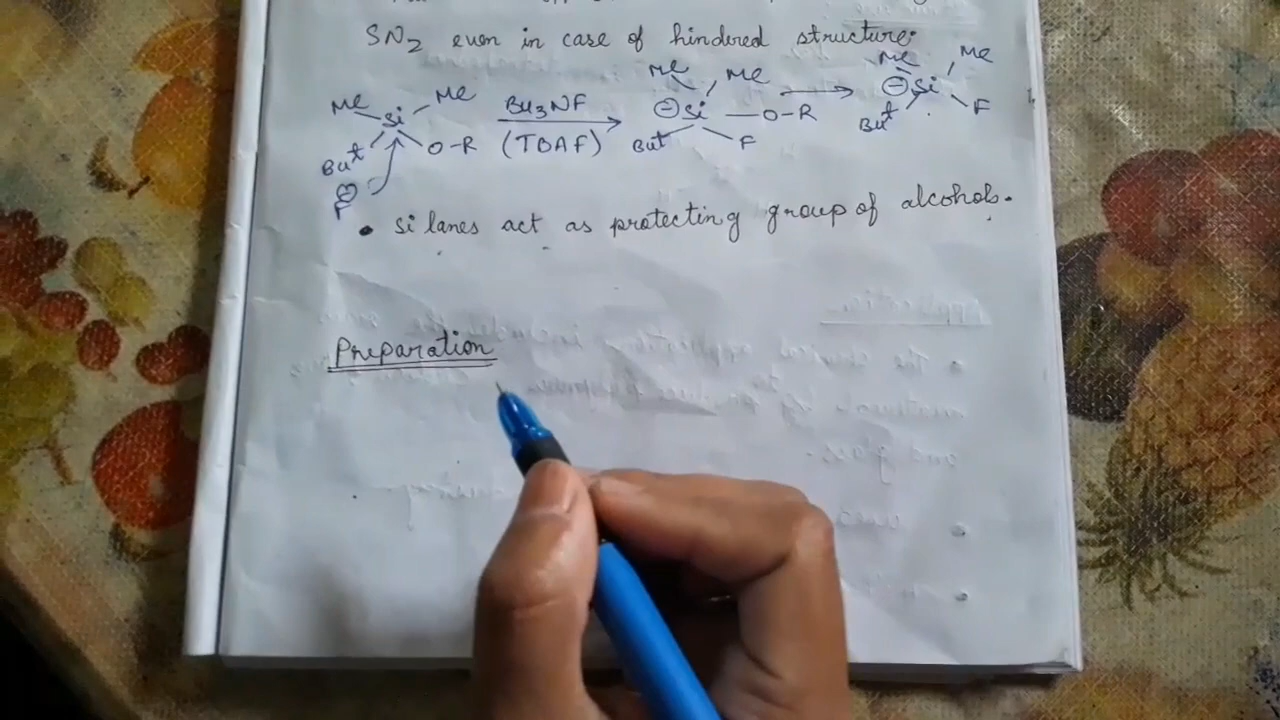 SN2 even in case of hindered structure.
Me Me Me Me Me Me
Si Bu3NF ⊖Si O-R ⊖Si
But O-R (TBAF) But F But F
⊖
F
• silanes act as protecting group of alcohols.
Preparation